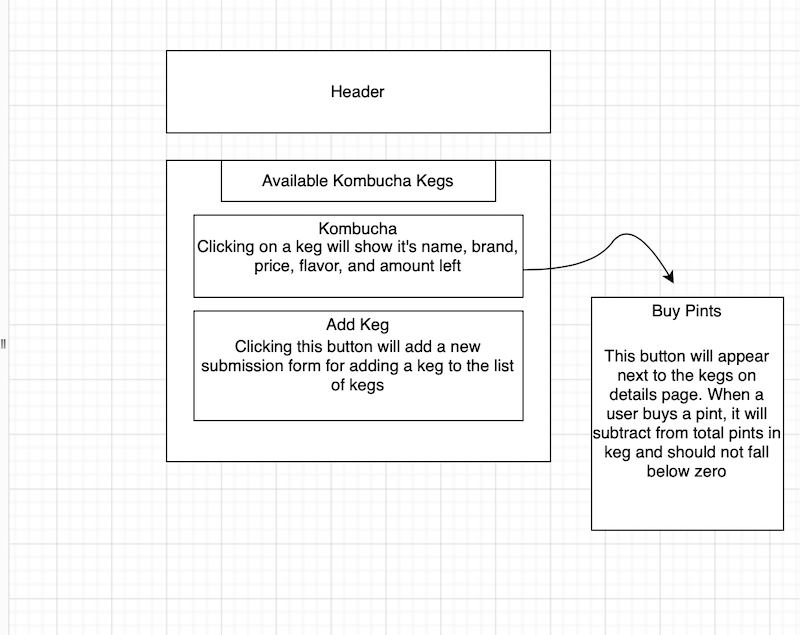 Header
Available Kombucha Kegs
Kombucha
Clicking on a keg will show it's name, brand,
price, flavor, and amount left
Add Keg
Clicking this button will add a new
submission form for adding a keg to the list
of kegs
Buy Pints
This button will appear
next to the kegs on
details page. When a
user buys a pint, it will
subtract from total pints in
keg and should not fall
below zero